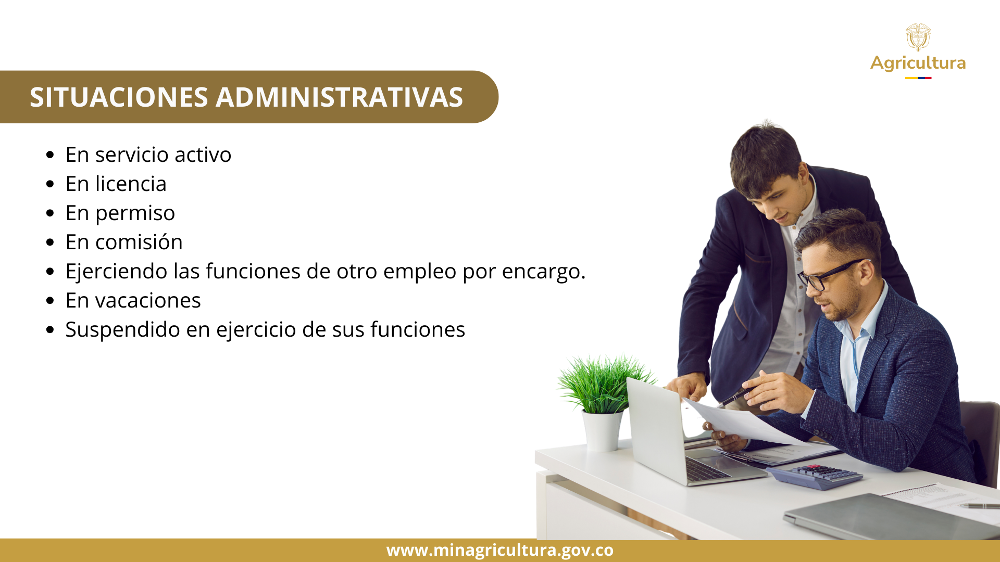 Agricultura
SITUACIONES ADMINISTRATIVAS
• En servicio activo
• En licencia
• En permiso
• En comisión
• Ejerciendo las funciones de otro empleo por encargo.
• En vacaciones
• Suspendido en ejercicio de sus funciones
www.minagricultura.gov.co